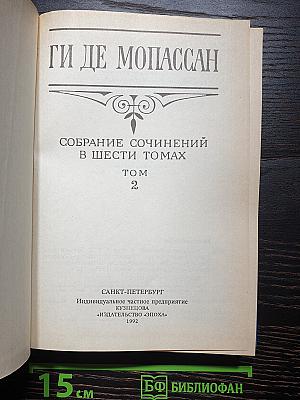 ГИ ДЕ МОПАССАН
СОБРАНИЕ СОЧИНЕНИЙ
В ШЕСТИ ТОМАХ
ТОМ
2
САНКТ-ПЕТЕРБУРГ
Индивидуальное частное предприятие
КУЗНЕЦОВА
«ИЗДАТЕЛЬСТВО «ЭПОХА»
1992
15 см
БФ БИБЛИОФАН